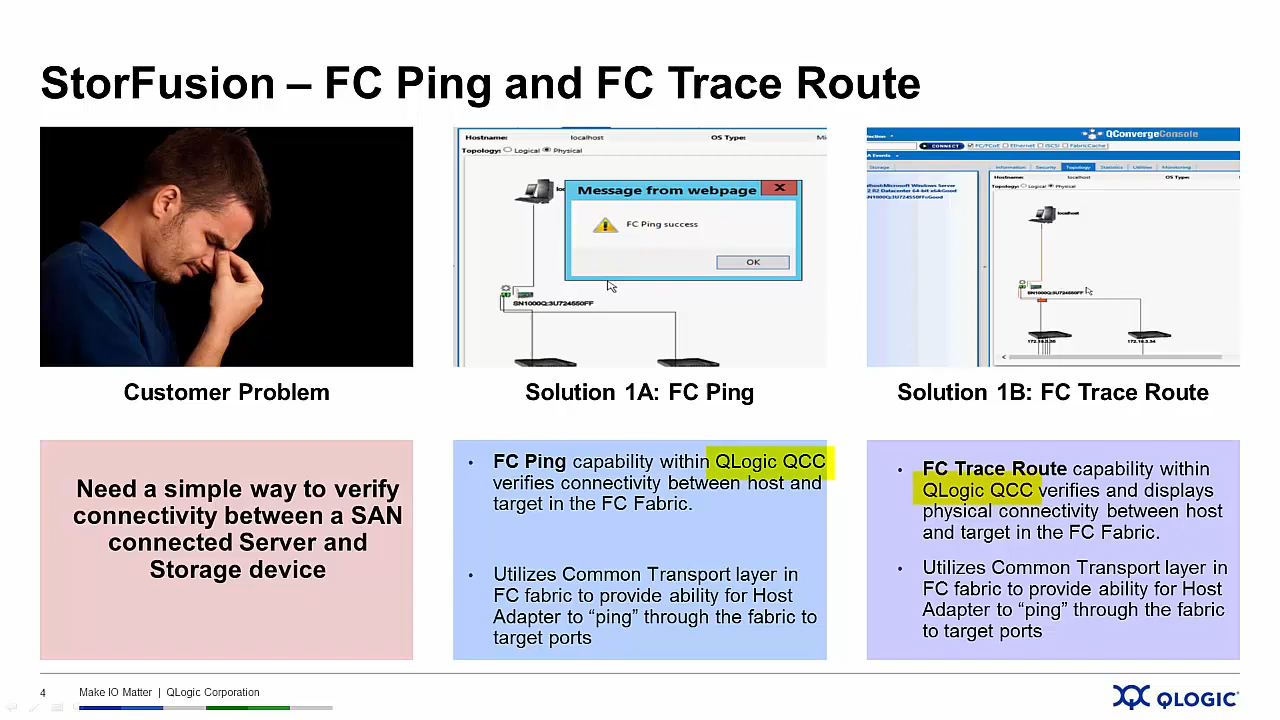 StorFusion – FC Ping and FC Trace Route
Hostname: localhost OS Type: Mi
Topology: Logical Physical
Message from webpage
FC Ping success
OK
SN1000Q:3U724550FF
QConvergeConsole
CONNECT FC/FCoE Ethernet iSCSI FabricCache
Events
Storage
Information Security Topology Statistics Utilities Monitoring
Hostname: localhost OS Type:
Topology: Logical Physical
localhost
SN1000Q:3U724550FF
Customer Problem
Solution 1A: FC Ping
Solution 1B: FC Trace Route
Need a simple way to verify
connectivity between a SAN
connected Server and
Storage device
• FC Ping capability within QLogic QCC
verifies connectivity between host and
target in the FC Fabric.
• Utilizes Common Transport layer in
FC fabric to provide ability for Host
Adapter to “ping” through the fabric to
target ports
• FC Trace Route capability within
QLogic QCC verifies and displays
physical connectivity between host
and target in the FC Fabric.
• Utilizes Common Transport layer in
FC fabric to provide ability for Host
Adapter to “ping” through the fabric
to target ports
4 Make IO Matter | QLogic Corporation
QLOGIC